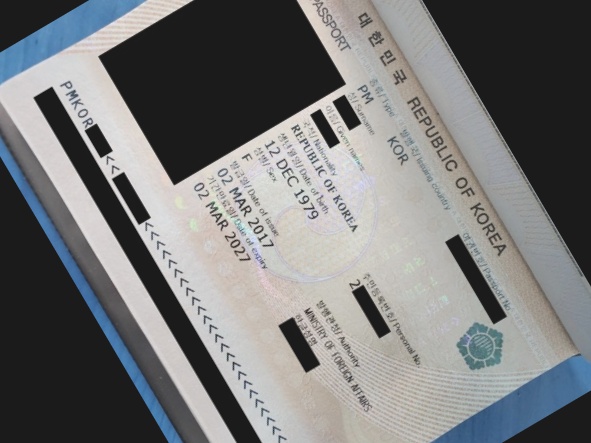 대한민국 REPUBLIC OF KOREA
PASSPORT
종류/Type 발행국/Issuing country 여권번호/Passport No.
PM KOR
성/Surname
이름/Given names
국적/Nationality
REPUBLIC OF KOREA
생년월일/Date of birth 주민등록번호/Personal No.
12 DEC 1979 2
성별/Sex
F
발급일/Date of issue 발행관청/Authority
02 MAR 2017 MINISTRY OF FOREIGN AFFAIRS
기간만료일/Date of expiry 한글성명
02 MAR 2027
PMKOR << <<<<<<<<<<<<<<<<<<<<<